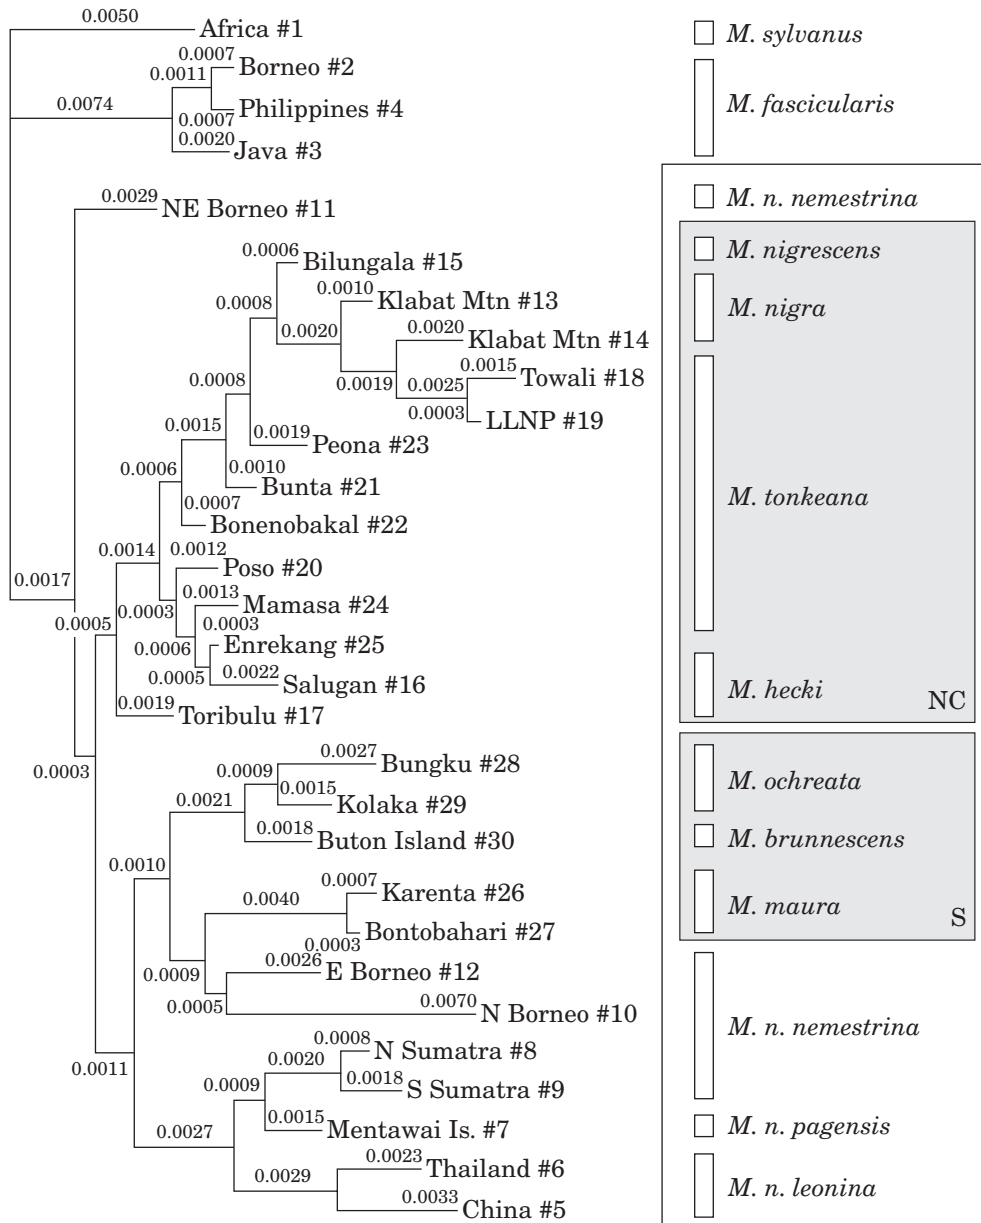 0.0050
Africa #1
M. sylvanus
0.0007
Borneo #2
0.0011
0.0074
Philippines #4
M. fascicularis
0.0007
0.0020
Java #3
0.0029
NE Borneo #11
M. n. nemestrina
0.0006
Bilungala #15
M. nigrescens
0.0010
Klabat Mtn #13
0.0008
M. nigra
0.0020
0.0020
Klabat Mtn #14
0.0015
Towali #18
0.0019
0.0025
0.0008
0.0003
LLNP #19
0.0015
0.0019
Peona #23
0.0006
0.0010
Bunta #21
M. tonkeana
0.0007
Bonenobakal #22
0.0014
0.0012
Poso #20
0.0017
0.0013
Mamasa #24
0.0005
0.0003
0.0003
Enrekang #25
0.0006
0.0005
0.0022
Salugan #16
M. hecki
NC
0.0019
Toribulu #17
0.0003
0.0027
Bungku #28
0.0009
M. ochreata
0.0015
Kolaka #29
0.0021
0.0018
Buton Island #30
M. brunnescens
0.0010
0.0007
Karenta #26
0.0040
M. maura
S
Bontobahari #27
0.0003
0.0009
0.0026
E Borneo #12
0.0005
0.0070
N Borneo #10
M. n. nemestrina
0.0008
N Sumatra #8
0.0011
0.0020
0.0018
S Sumatra #9
0.0009
0.0015
Mentawai Is. #7
M. n. pagensis
0.0027
0.0023
Thailand #6
0.0029
M. n. leonina
0.0033
China #5